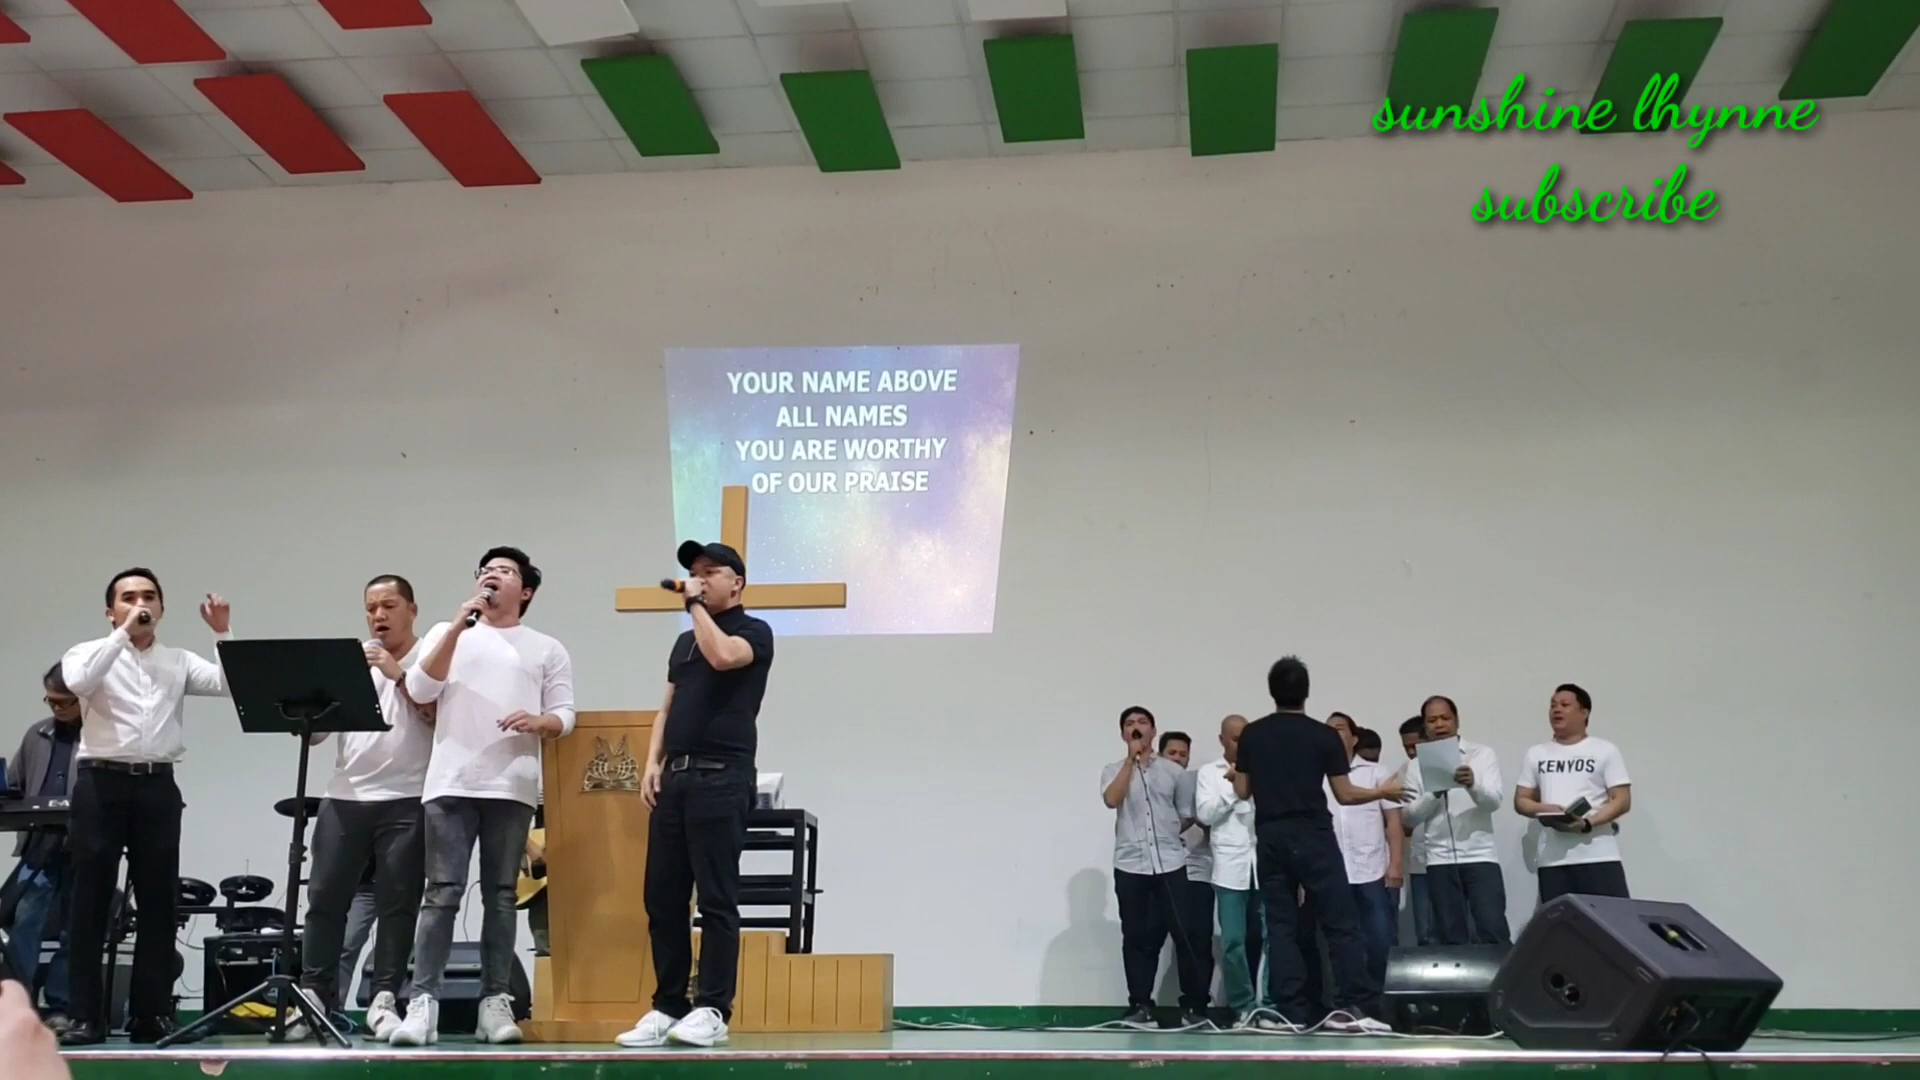 sunshine lhynne
subscribe
YOUR NAME ABOVE
ALL NAMES
YOU ARE WORTHY
OF OUR PRAISE
KENYOS